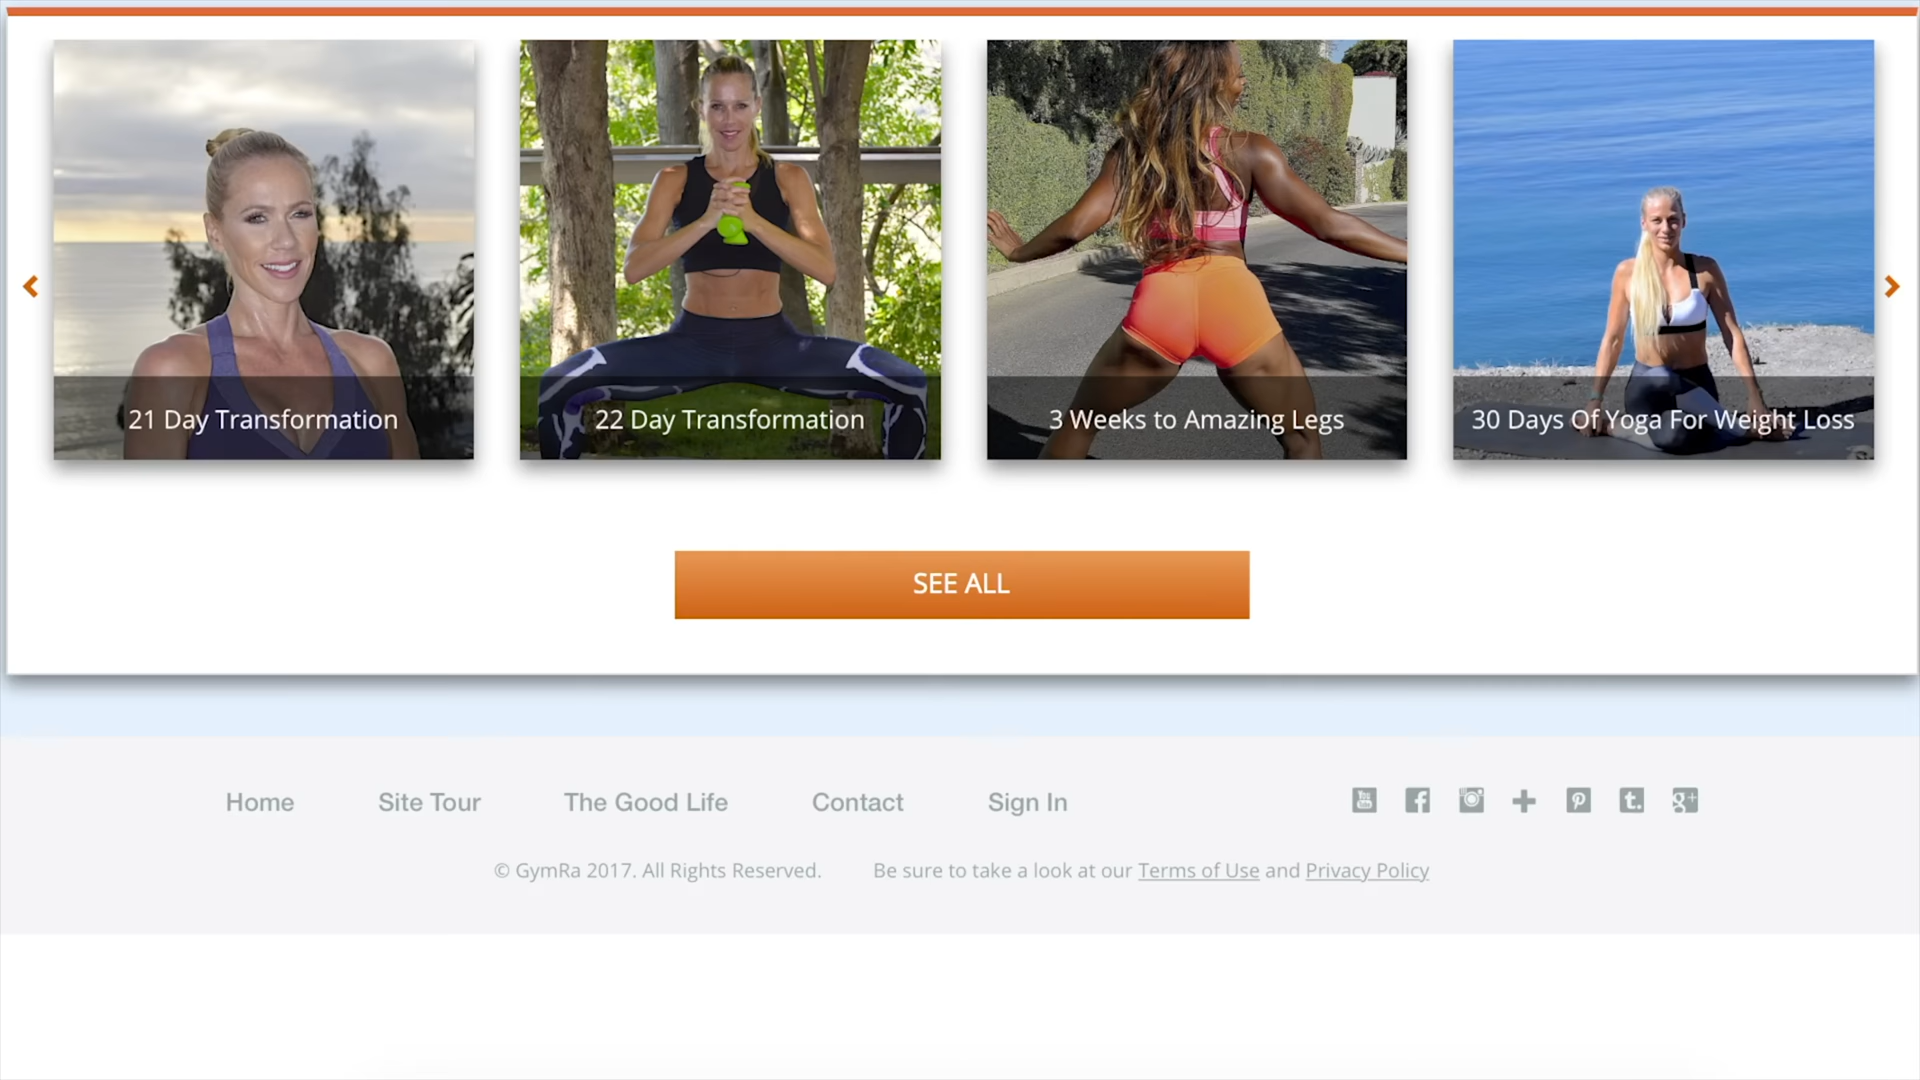 21 Day Transformation
22 Day Transformation
3 Weeks to Amazing Legs
30 Days Of Yoga For Weight Loss
SEE ALL
Home
Site Tour
The Good Life
Contact
Sign In
You Tube
f
p
t.
g+
© GymRa 2017. All Rights Reserved.
Be sure to take a look at our Terms of Use and Privacy Policy